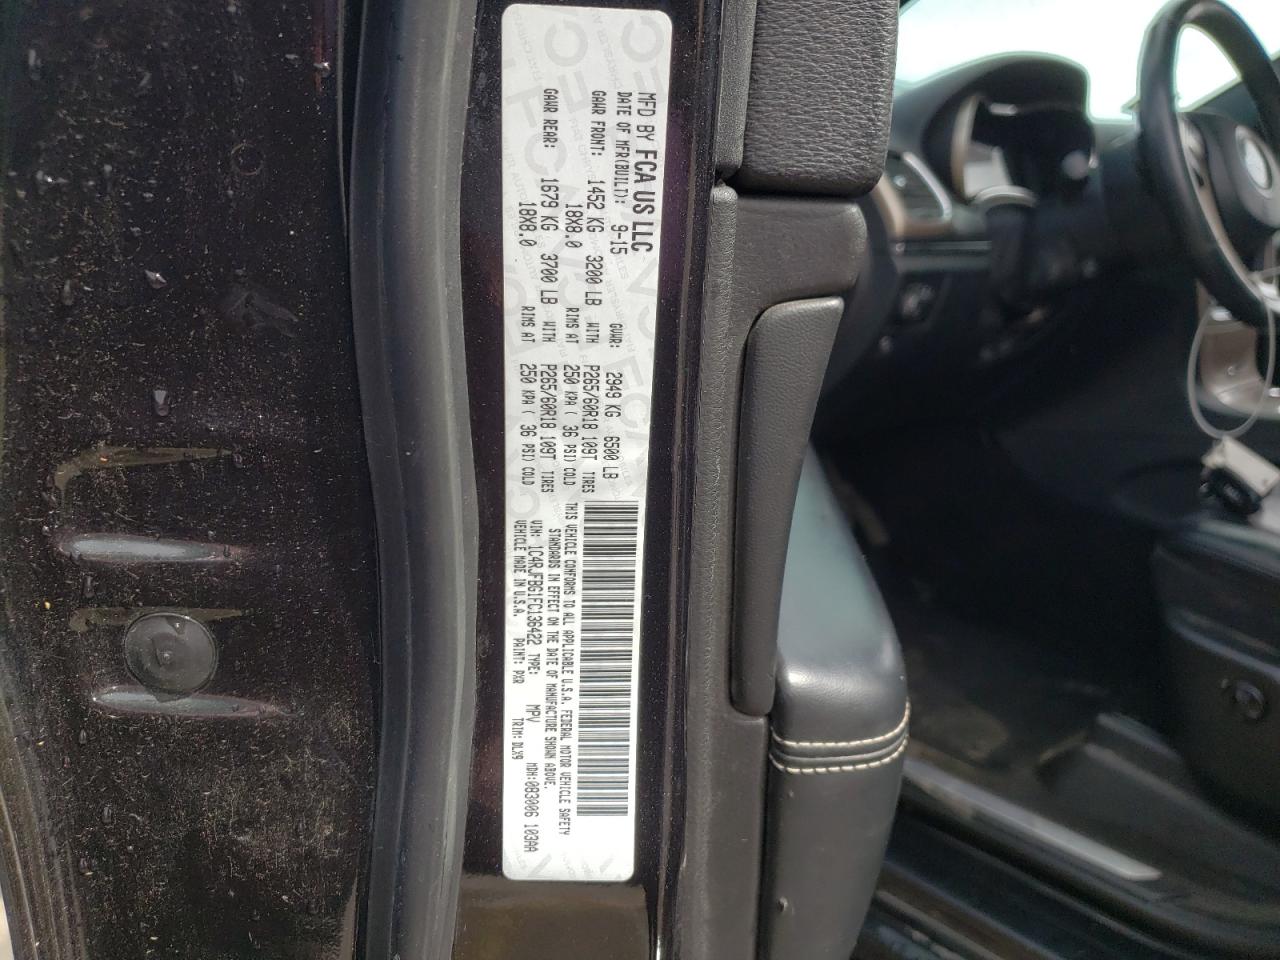 MFD BY FCA US LLC
DATE OF MFR(BUILT): 9-15 GVWR: 2949 KG 6500 LB
GAWR FRONT: 1452 KG 3200 LB WITH P265/60R18 109T TIRES
18X8.0 RIMS AT 250 KPA ( 36 PSI) COLD
GAWR REAR: 1679 KG 3700 LB WITH P265/60R18 109T TIRES
18X8.0 RIMS AT 250 KPA ( 36 PSI) COLD
THIS VEHICLE CONFORMS TO ALL APPLICABLE U.S.A. FEDERAL MOTOR VEHICLE SAFETY
STANDARDS IN EFFECT ON THE DATE OF MANUFACTURE SHOWN ABOVE.
VIN: 1C4RJFBG1FC136422 TYPE: MPV MDH:083006 103AA
VEHICLE MADE IN U.S.A. PAINT: PXR TRIM: DLX9